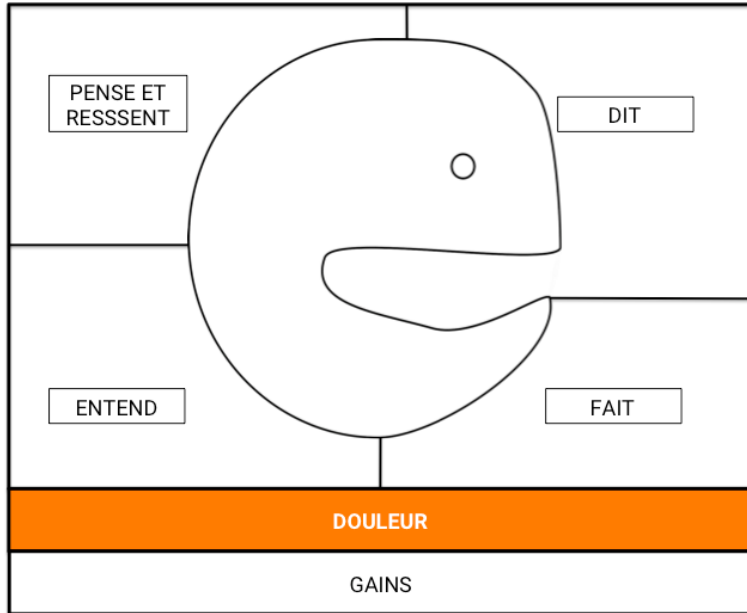 PENSE ET
RESSSENT
DIT
ENTEND
FAIT
DOULEUR
GAINS